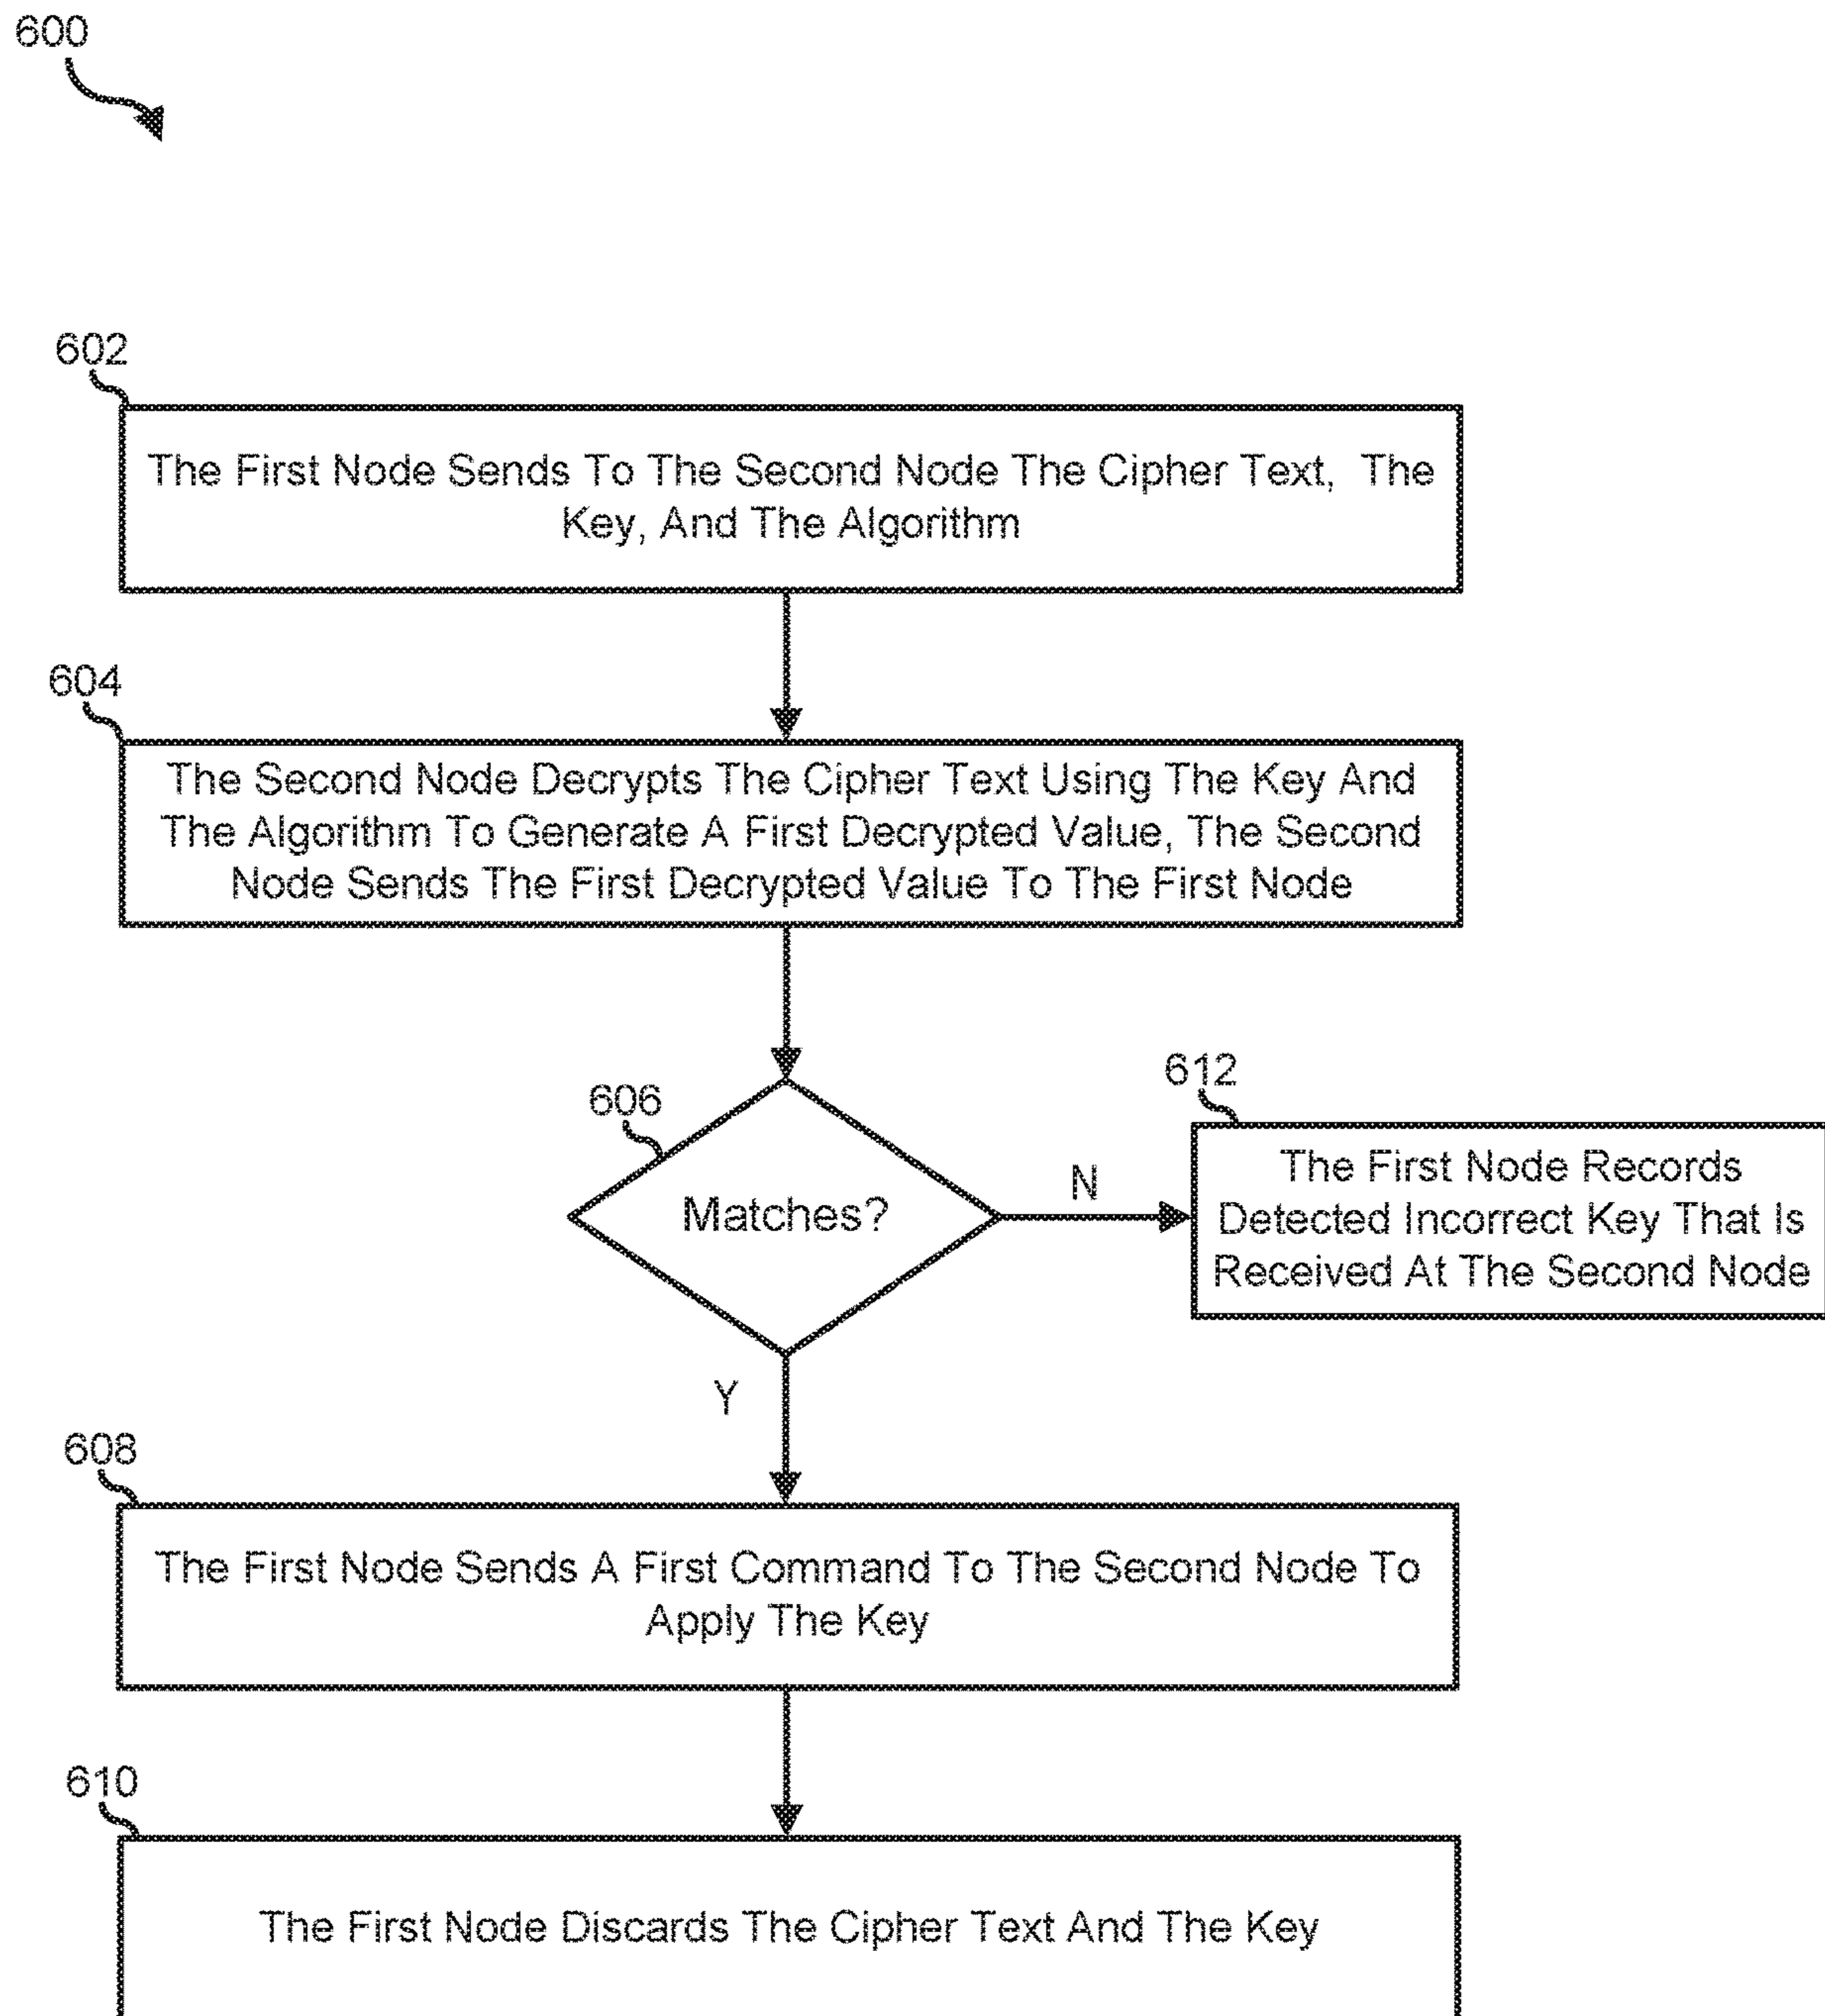 600
602
The First Node Sends To The Second Node The Cipher Text, The
Key, And The Algorithm
604
The Second Node Decrypts The Cipher Text Using The Key And
The Algorithm To Generate A First Decrypted Value, The Second
Node Sends The First Decrypted Value To The First Node
606
Matches?
N
612
The First Node Records
Detected Incorrect Key That Is
Received At The Second Node
Y
608
The First Node Sends A First Command To The Second Node To
Apply The Key
610
The First Node Discards The Cipher Text And The Key